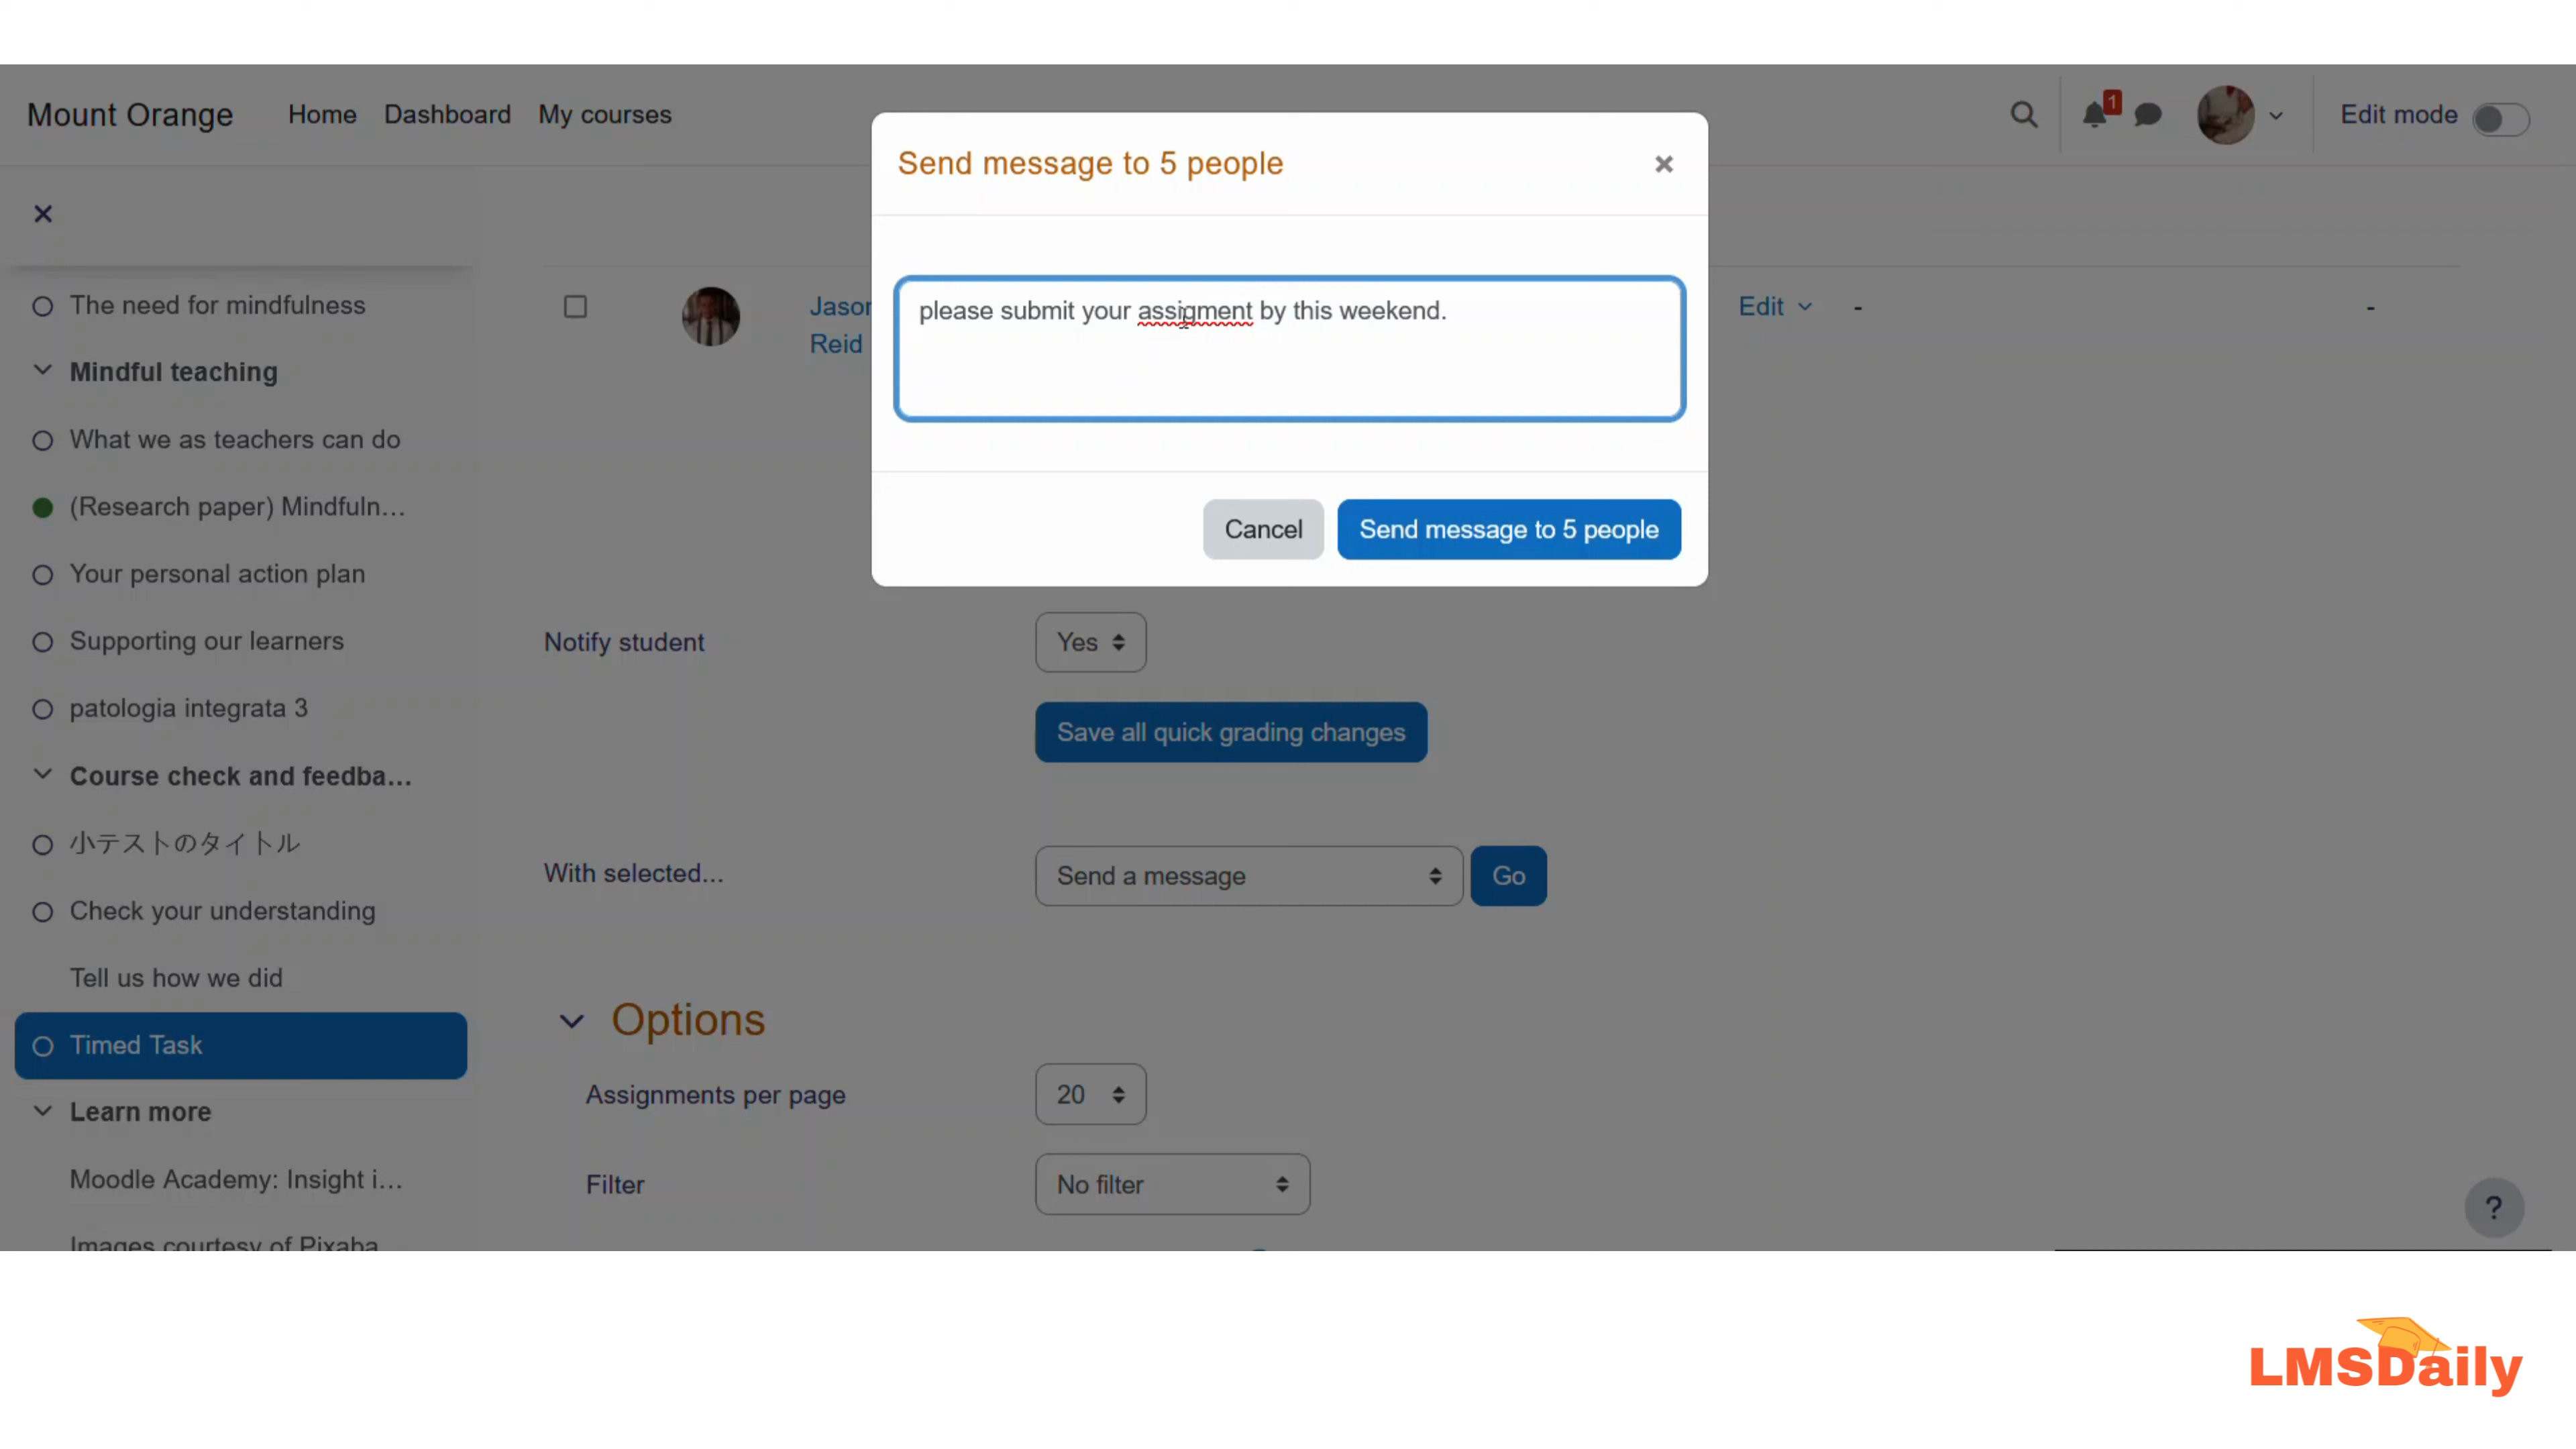 Mount Orange
Home
Dashboard
My courses
1
Edit mode
Send message to 5 people
please submit your assigment by this weekend.
Cancel
Send message to 5 people
The need for mindfulness
Mindful teaching
What we as teachers can do
(Research paper) Mindfuln...
Your personal action plan
Supporting our learners
patologia integrata 3
Course check and feedba...
小テストのタイトル
Check your understanding
Tell us how we did
Timed Task
Learn more
Moodle Academy: Insight i...
Images courtesy of Pixaba
Reid
Edit
-
-
Notify student
Yes
Save all quick grading changes
With selected...
Send a message
Go
Options
Assignments per page
20
Filter
No filter
?
LMSDaily